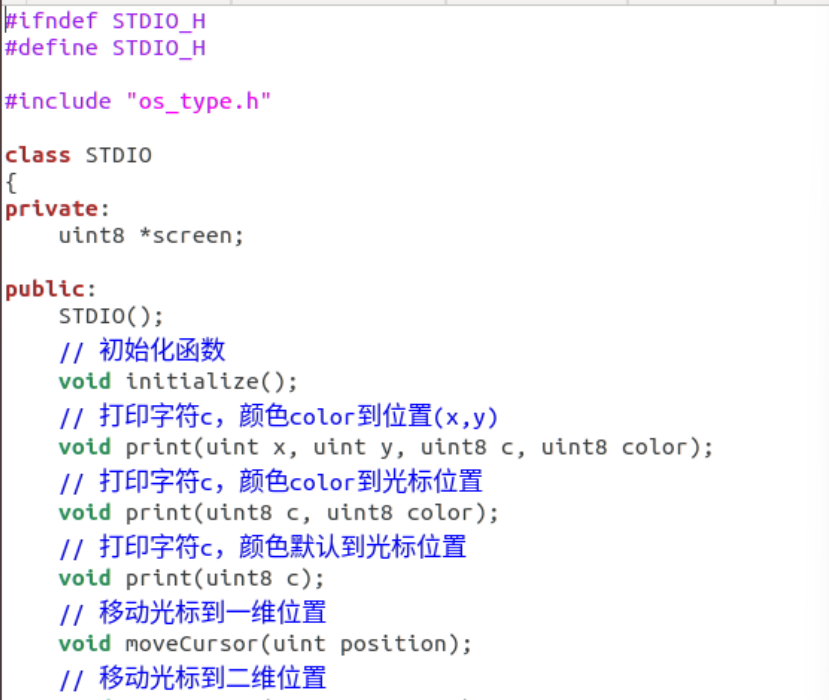 #ifndef STDIO_H
#define STDIO_H
#include "os_type.h"
class STDIO
{
private:
uint8 *screen;
public:
STDIO();
// 初始化函数
void initialize();
// 打印字符c，颜色color到位置(x,y)
void print(uint x, uint y, uint8 c, uint8 color);
// 打印字符c，颜色color到光标位置
void print(uint8 c, uint8 color);
// 打印字符c，颜色默认到光标位置
void print(uint8 c);
// 移动光标到一维位置
void moveCursor(uint position);
// 移动光标到二维位置